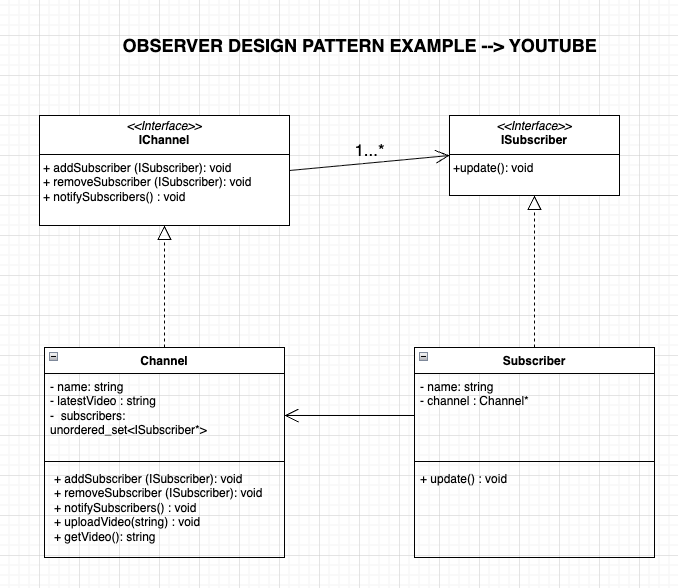 OBSERVER DESIGN PATTERN EXAMPLE --> YOUTUBE
<<Interface>>
IChannel
+ addSubscriber (ISubscriber): void
+ removeSubscriber (ISubscriber): void
+ notifySubscribers() : void
1...*
<<Interface>>
ISubscriber
+update(): void
Channel
- name: string
- latestVideo : string
- subscribers:
unordered_set<ISubscriber*>
+ addSubscriber (ISubscriber): void
+ removeSubscriber (ISubscriber): void
+ notifySubscribers() : void
+ uploadVideo(string) : void
+ getVideo(): string
Subscriber
- name: string
- channel : Channel*
+ update() : void